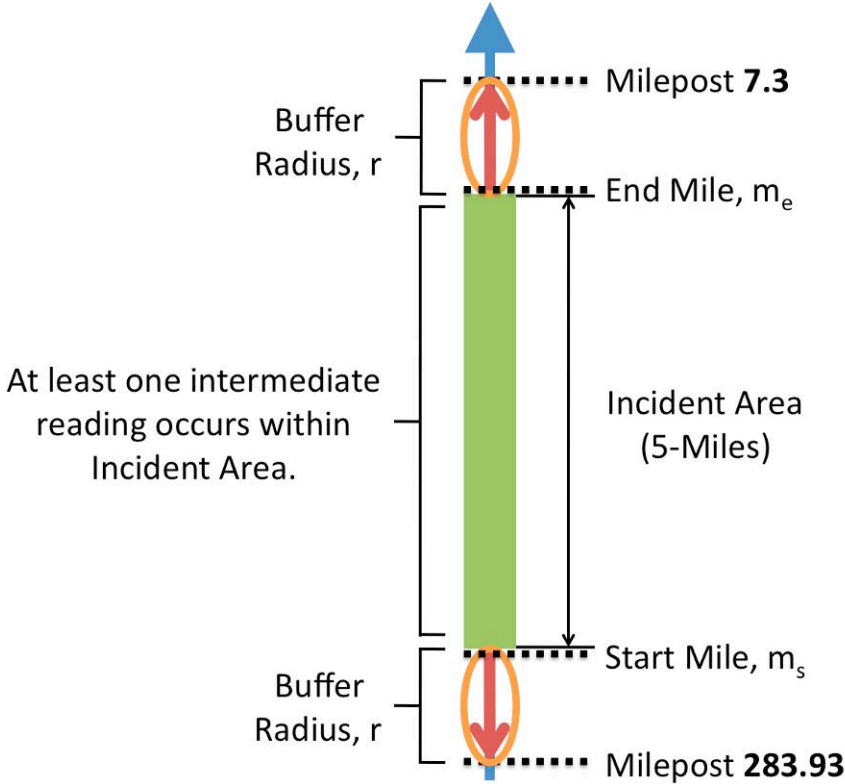 Milepost 7.3
Buffer
Radius, r
End Mile, mₑ
At least one intermediate
reading occurs within
Incident Area.
Incident Area
(5-Miles)
Start Mile, mₛ
Buffer
Radius, r
Milepost 283.93